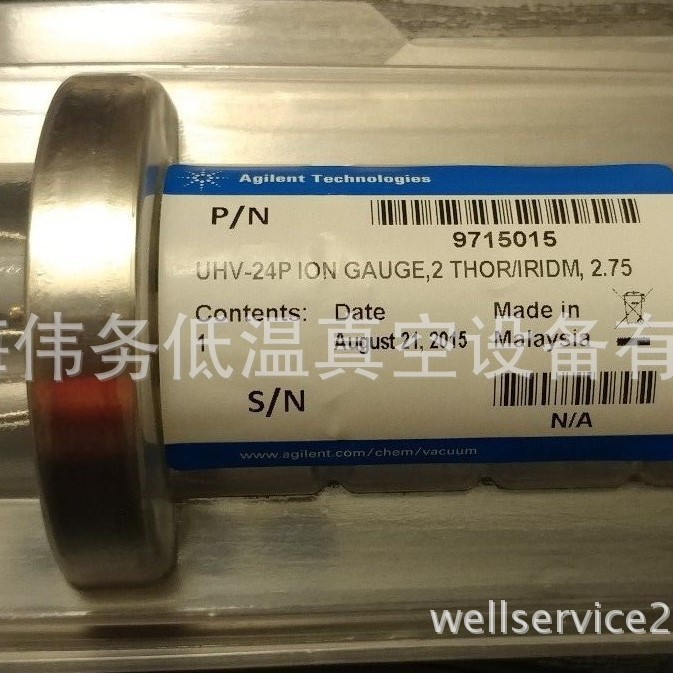 Agilent Technologies
P/N
9715015
UHV-24P ION GAUGE,2 THOR/IRIDM, 2.75
Contents: Date Made in
1 August 21, 2015 Malaysia
海伟务低温真空设备有
S/N
N/A
www.agilent.com/chem/vacuum
wellservice2